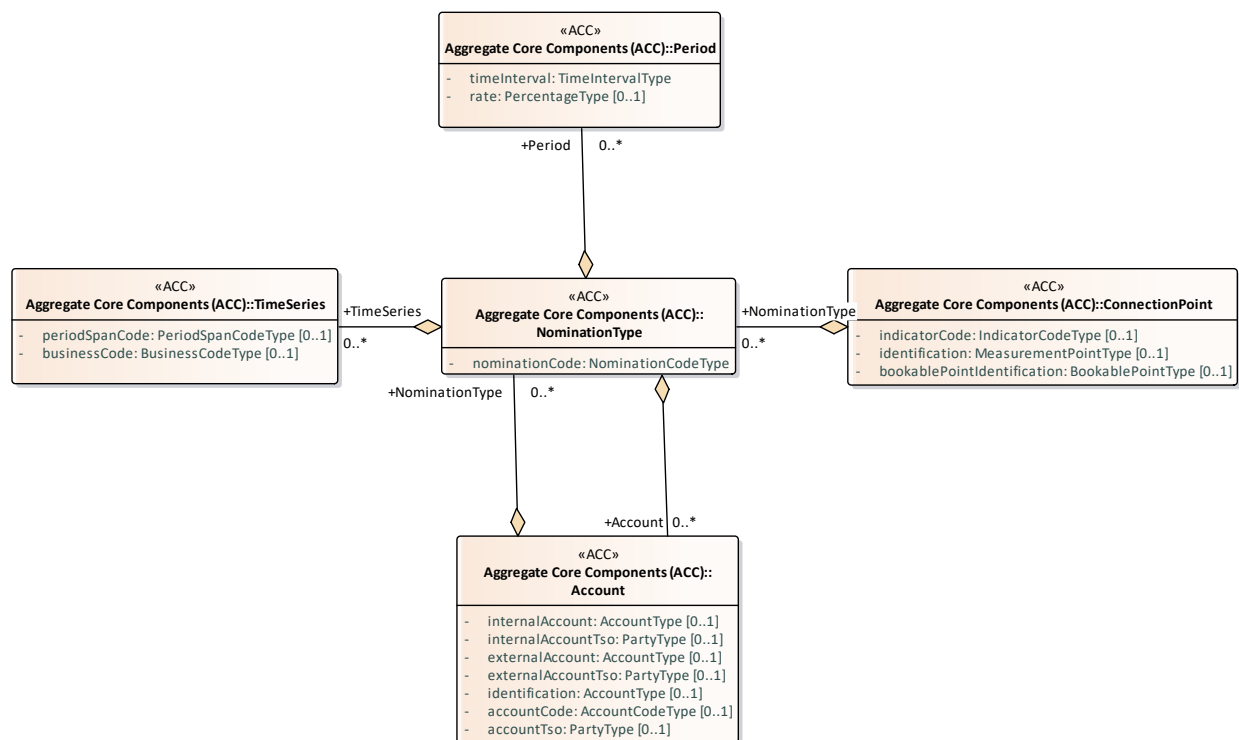 «ACC»
Aggregate Core Components (ACC)::Period
- timeInterval: TimeIntervalType
- rate: PercentageType [0..1]
+Period 0..*
«ACC»
Aggregate Core Components (ACC)::TimeSeries
- periodSpanCode: PeriodSpanCodeType [0..1]
- businessCode: BusinessCodeType [0..1]
+TimeSeries
0..*
«ACC»
Aggregate Core Components (ACC)::
NominationType
- nominationCode: NominationCodeType
+NominationType
0..*
«ACC»
Aggregate Core Components (ACC)::ConnectionPoint
- indicatorCode: IndicatorCodeType [0..1]
- identification: MeasurementPointType [0..1]
- bookablePointIdentification: BookablePointType [0..1]
+NominationType 0..*
+Account 0..*
«ACC»
Aggregate Core Components (ACC)::
Account
- internalAccount: AccountType [0..1]
- internalAccountTso: PartyType [0..1]
- externalAccount: AccountType [0..1]
- externalAccountTso: PartyType [0..1]
- identification: AccountType [0..1]
- accountCode: AccountCodeType [0..1]
- accountTso: PartyType [0..1]